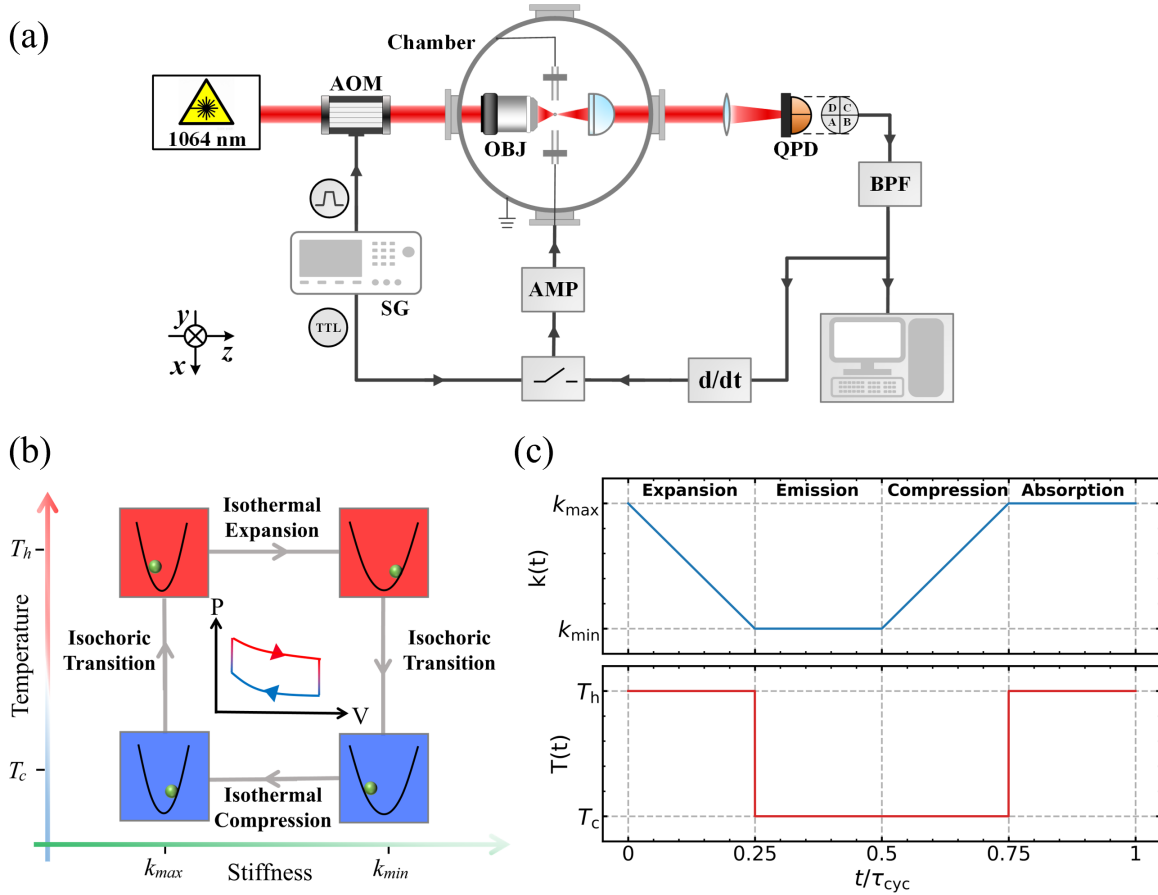 (a)
Chamber
AOM
1064 nm
OBJ
D C
A B
QPD
BPF
SG
AMP
TTL
y
z
x
d/dt
(b)
Isothermal
Expansion
T_h
P
Isochoric
Transition
Isochoric
Transition
V
Temperature
T_c
Isothermal
Compression
k_max
Stiffness
k_min
(c)
Expansion
Emission
Compression
Absorption
k_max
k(t)
k_min
T_h
T(t)
T_c
0
0.25
0.5
0.75
1
t/τ_cyc